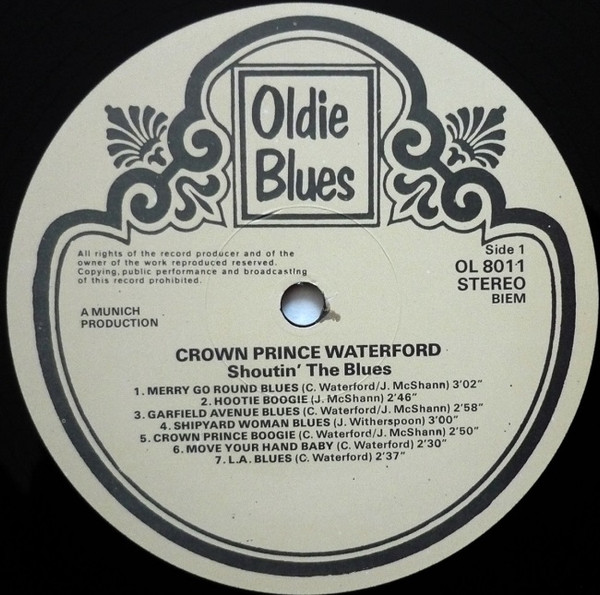 Oldie
Blues
All rights of the record producer and of the
owner of the work reproduced reserved.
Copying, public performance and broadcasting
of this record prohibited.
Side 1
OL 8011
STEREO
BIEM
A MUNICH
PRODUCTION
CROWN PRINCE WATERFORD
Shoutin' The Blues
1. MERRY GO ROUND BLUES (C. Waterford/J. McShann) 3'02"
2. HOOTIE BOOGIE (J. McShann) 2'46"
3. GARFIELD AVENUE BLUES (C. Waterford/J. McShann) 2'58"
4. SHIPYARD WOMAN BLUES (J. Witherspoon) 3'00"
5. CROWN PRINCE BOOGIE (C. Waterford/J. McShann) 2'50"
6. MOVE YOUR HAND BABY (C. Waterford) 2'30"
7. L.A. BLUES (C. Waterford) 2'37"